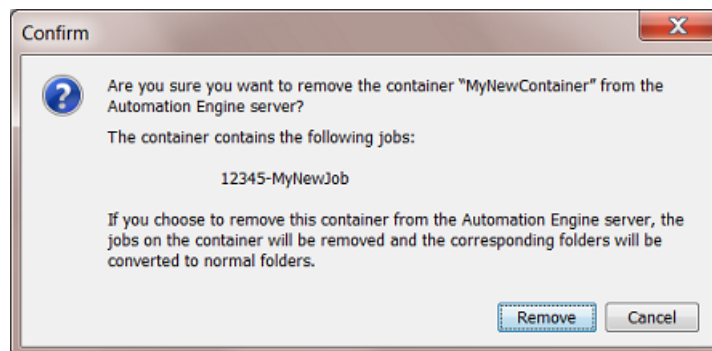 Confirm
X
Are you sure you want to remove the container “MyNewContainer” from the
Automation Engine server?
The container contains the following jobs:
12345-MyNewJob
If you choose to remove this container from the Automation Engine server, the
jobs on the container will be removed and the corresponding folders will be
converted to normal folders.
Remove
Cancel